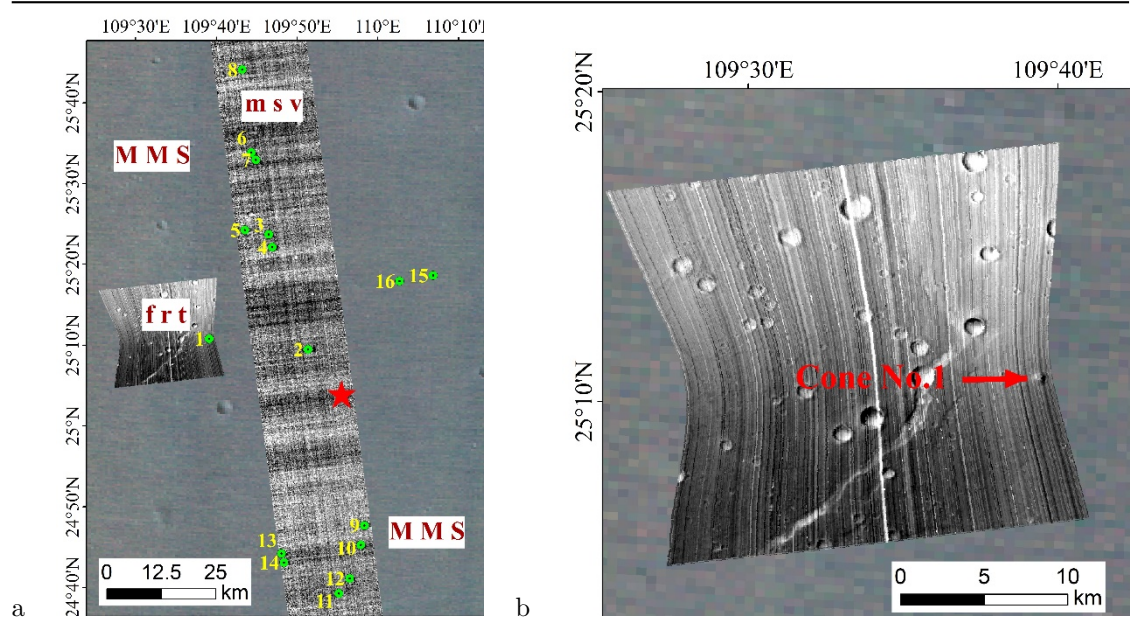 109°30'E 109°40'E 109°50'E 110°E 110°10'E
25°40'N
25°30'N
25°20'N
25°10'N
25°N
24°50'N
24°40'N
8
m s v
M M S
6
7
5
3
4
16
15
f r t
1
2
9
M M S
10
13
14
12
11
0 12.5 25
km
a
109°30'E 109°40'E
25°20'N
25°10'N
Cone No.1
0 5 10
km
b